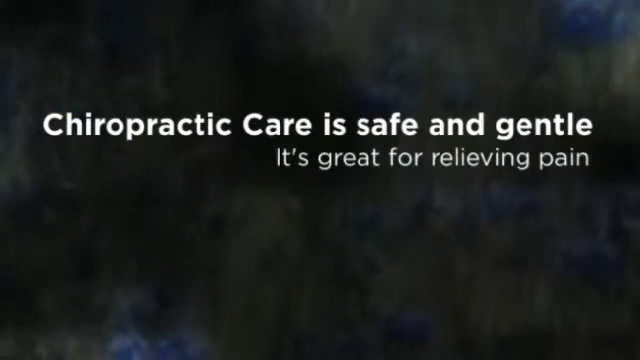 Chiropractic Care is safe and gentle
It's great for relieving pain